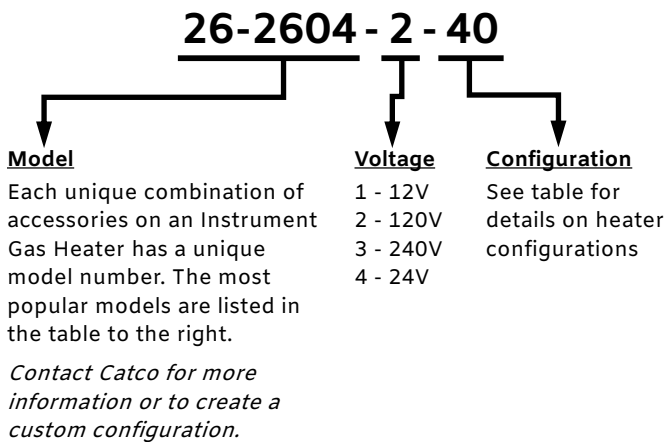 26-2604 - 2 - 40
Model
Each unique combination of
accessories on an Instrument
Gas Heater has a unique
model number. The most
popular models are listed in
the table to the right.
Contact Catco for more
information or to create a
custom configuration.
Voltage
1 - 12V
2 - 120V
3 - 240V
4 - 24V
Configuration
See table for
details on heater
configurations